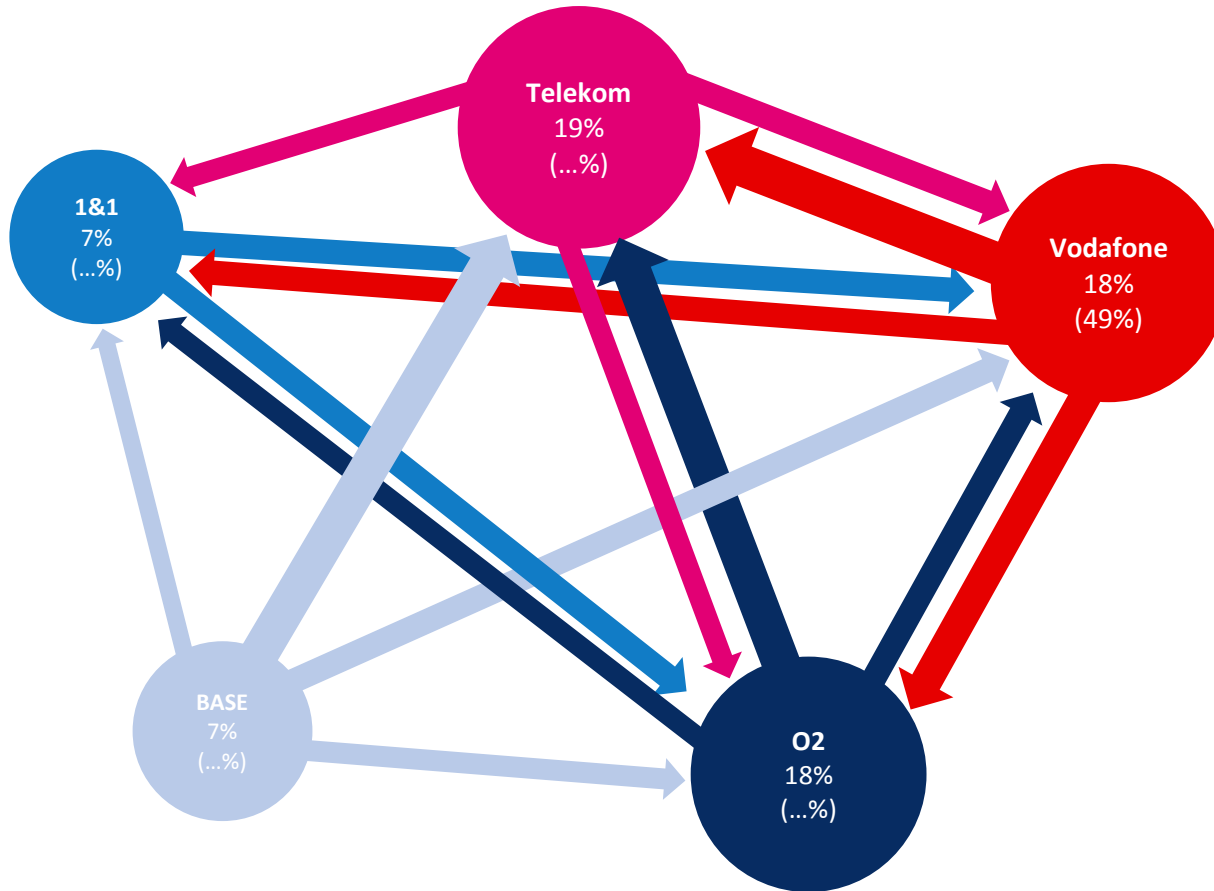 Telekom
19%
(...%)
1&1
7%
(...%)
Vodafone
18%
(49%)
BASE
7%
(...%)
O2
18%
(...%)